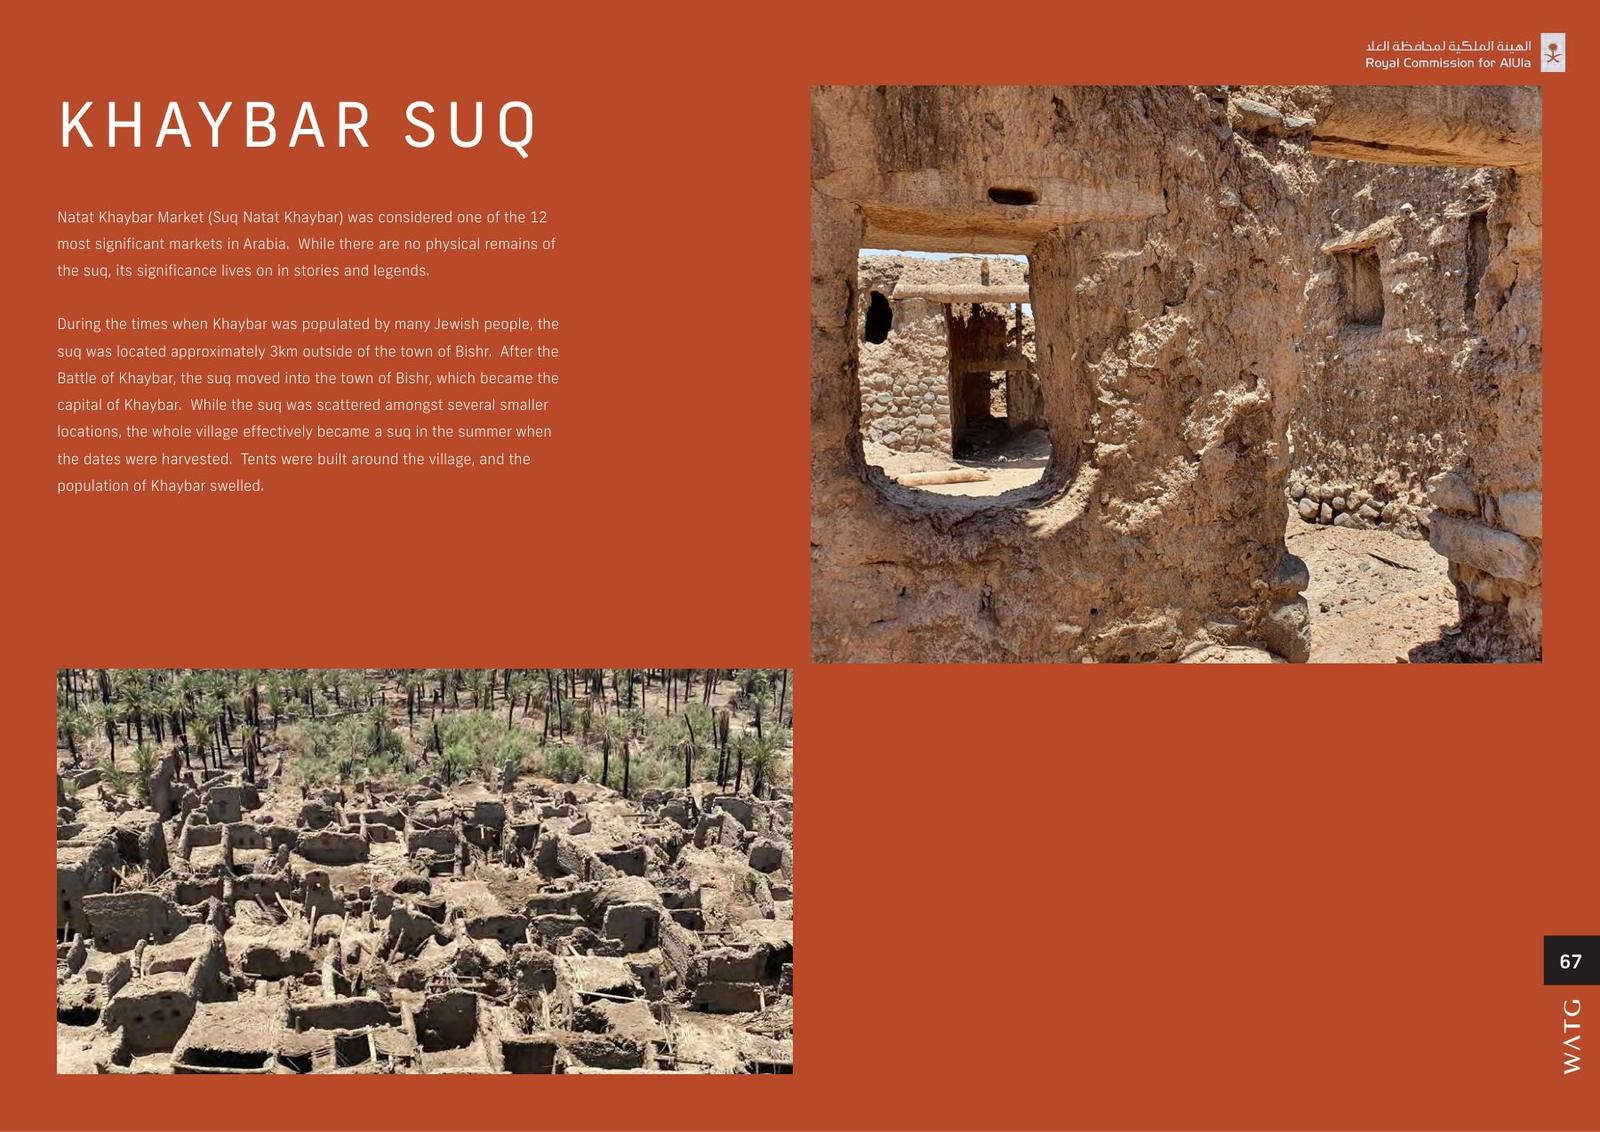 الهيئة الملكية لمحافظة العلا
Royal Commission for AlUla
KHAYBAR SUQ
Natat Khaybar Market (Suq Natat Khaybar) was considered one of the 12
most significant markets in Arabia.  While there are no physical remains of
the suq, its significance lives on in stories and legends.
During the times when Khaybar was populated by many Jewish people, the
suq was located approximately 3km outside of the town of Bishr.  After the
Battle of Khaybar, the suq moved into the town of Bishr, which became the
capital of Khaybar.  While the suq was scattered amongst several smaller
locations, the whole village effectively became a suq in the summer when
the dates were harvested.  Tents were built around the village, and the
population of Khaybar swelled.
67
WATG